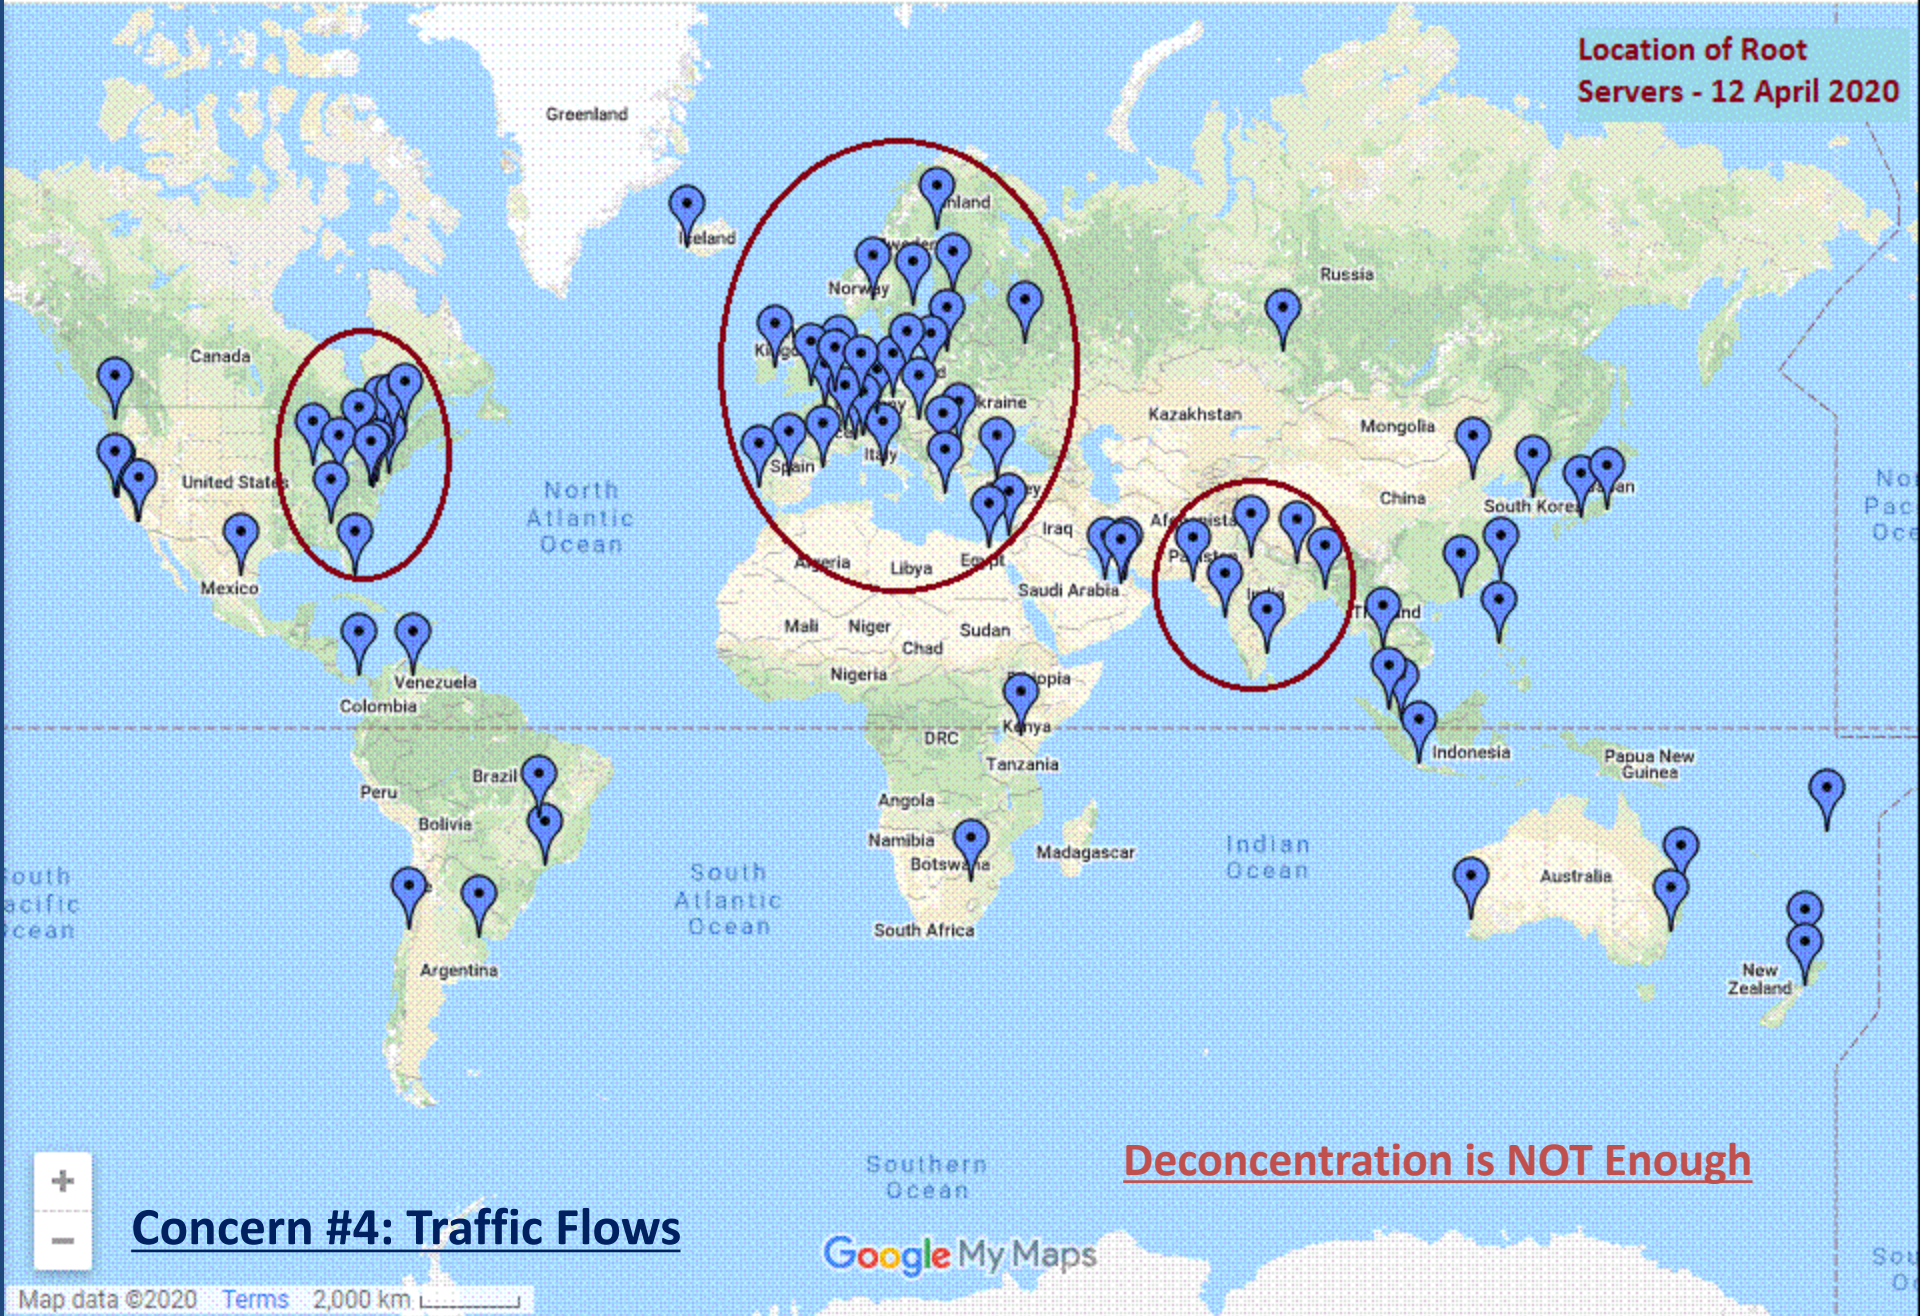 Location of Root
Servers - 12 April 2020
Greenland
Iceland
Norway
Russia
Canada
Kazakhstan
Mongolia
United States
Spain
Italy
China
South Korea
North
Atlantic
Ocean
Iraq
Mexico
Algeria
Libya
Egypt
Saudi Arabia
India
Mali
Niger
Sudan
Chad
Nigeria
Venezuela
Colombia
Kenya
DRC
Indonesia
Tanzania
Papua New
Guinea
Brazil
Peru
Angola
Bolivia
Namibia
Botswana
Madagascar
Indian
Ocean
South
Atlantic
Ocean
Australia
South Africa
Argentina
New
Zealand
Southern
Ocean
Deconcentration is NOT Enough
+
Concern #4: Traffic Flows
−
Google My Maps
Map data ©2020 Terms 2,000 km